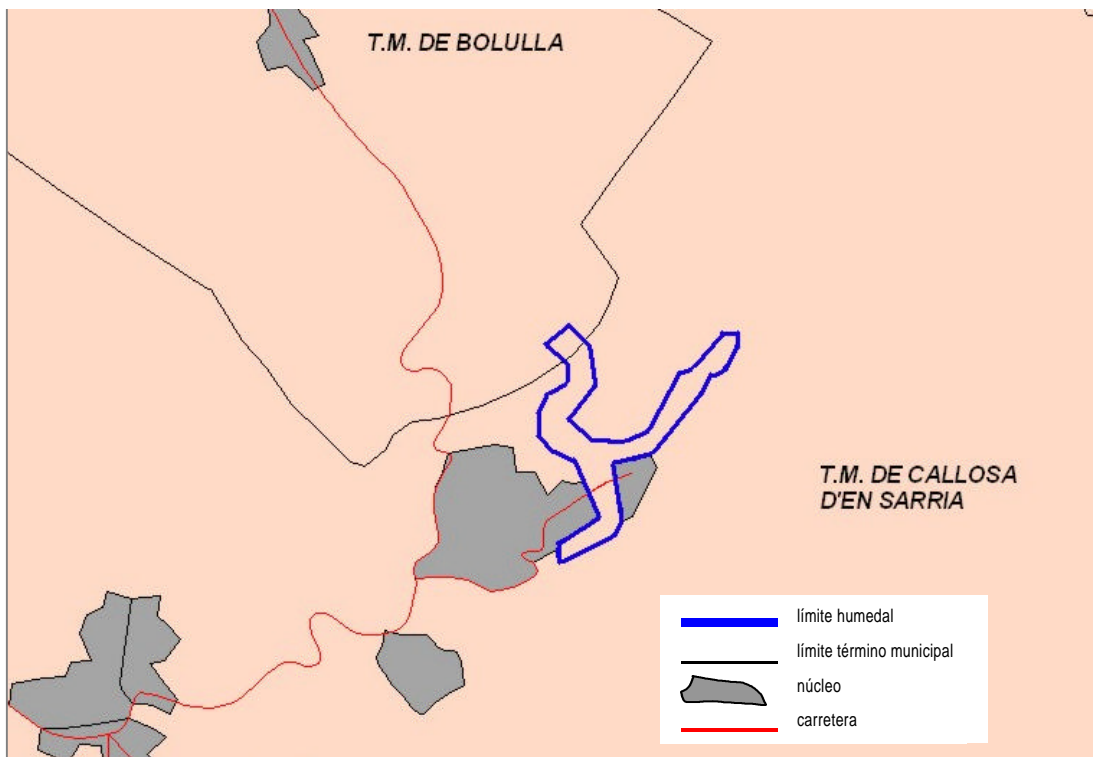 T.M. DE BOLULLA
T.M. DE CALLOSA
D'EN SARRIA
límite humedal
límite término municipal
núcleo
carretera